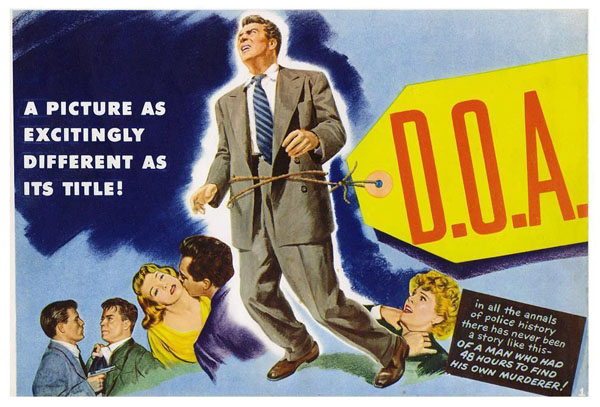 A PICTURE AS
EXCITINGLY
DIFFERENT AS
ITS TITLE!
D.O.A.
in all the annals
of police history
there has never been
a story like this-
OF A MAN WHO HAD
48 HOURS TO FIND
HIS OWN MURDERER!
1